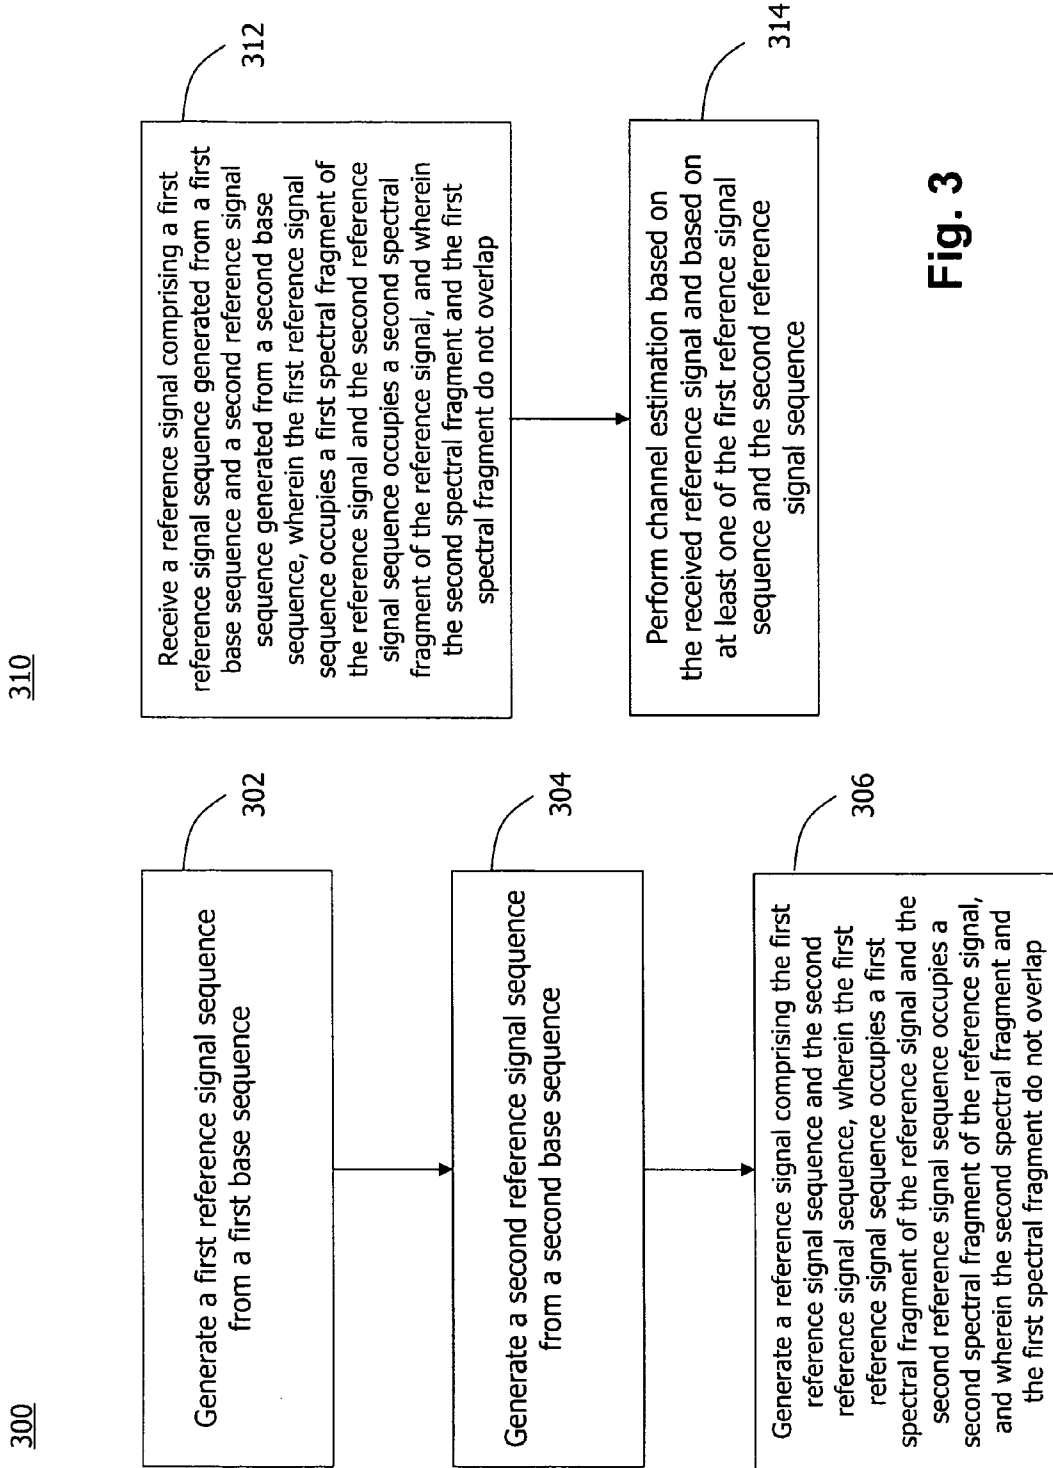 300
Generate a first reference signal sequence
from a first base sequence
302
Generate a second reference signal sequence
from a second base sequence
304
Generate a reference signal comprising the first
reference signal sequence and the second
reference signal sequence, wherein the first
reference signal sequence occupies a first
spectral fragment of the reference signal and the
second reference signal sequence occupies a
second spectral fragment of the reference signal,
and wherein the second spectral fragment and
the first spectral fragment do not overlap
306
310
Receive a reference signal comprising a first
reference signal sequence generated from a first
base sequence and a second reference signal
sequence generated from a second base
sequence, wherein the first reference signal
sequence occupies a first spectral fragment of
the reference signal and the second reference
signal sequence occupies a second spectral
fragment of the reference signal, and wherein
the second spectral fragment and the first
spectral fragment do not overlap
312
Perform channel estimation based on
the received reference signal and based on
at least one of the first reference signal
sequence and the second reference
signal sequence
314
Fig. 3